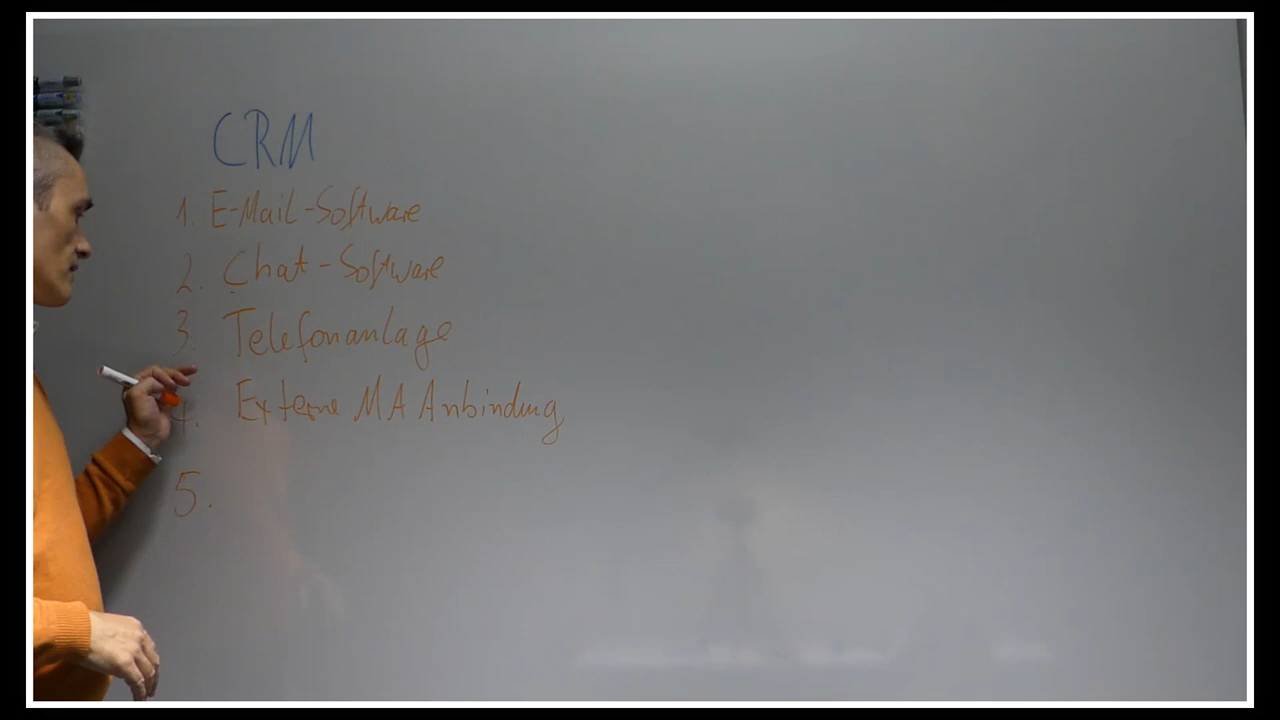 CRM
1. E-Mail-Software
2. Chat-Software
3. Telefonanlage
4. Externe MA Anbindung
5.